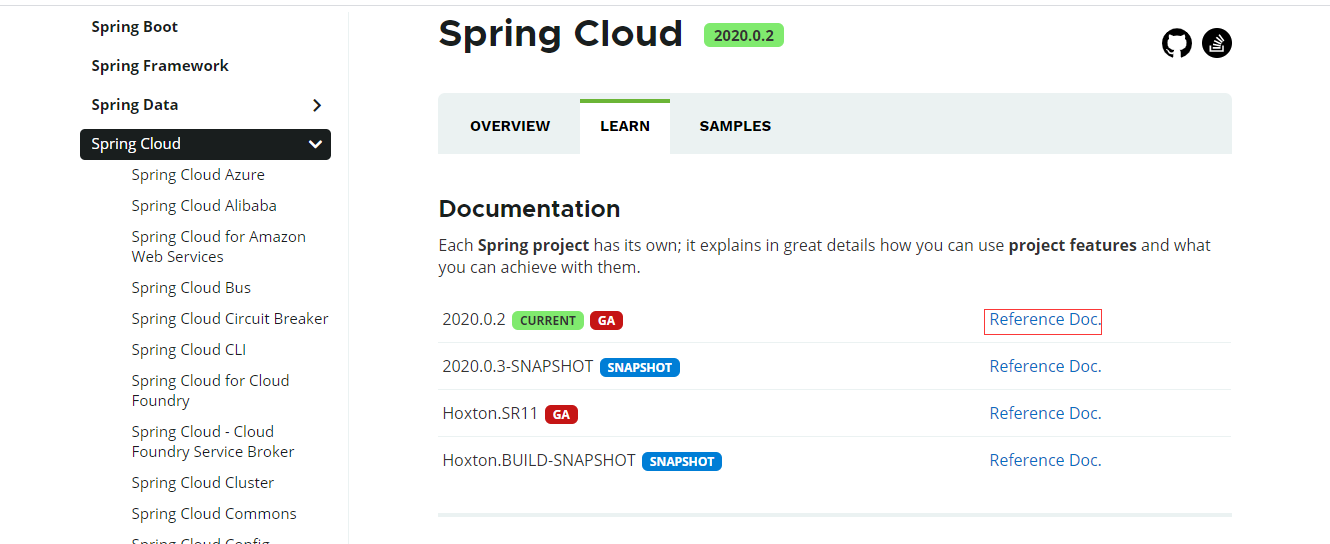 Spring Boot
Spring Framework
Spring Data
Spring Cloud
Spring Cloud Azure
Spring Cloud Alibaba
Spring Cloud for Amazon
Web Services
Spring Cloud Bus
Spring Cloud Circuit Breaker
Spring Cloud CLI
Spring Cloud for Cloud
Foundry
Spring Cloud - Cloud
Foundry Service Broker
Spring Cloud Cluster
Spring Cloud Commons
Spring Cloud Config
Spring Cloud 2020.0.2
OVERVIEW LEARN SAMPLES
Documentation
Each Spring project has its own; it explains in great details how you can use project features and what
you can achieve with them.
2020.0.2 CURRENT GA Reference Doc.
2020.0.3-SNAPSHOT SNAPSHOT Reference Doc.
Hoxton.SR11 GA Reference Doc.
Hoxton.BUILD-SNAPSHOT SNAPSHOT Reference Doc.